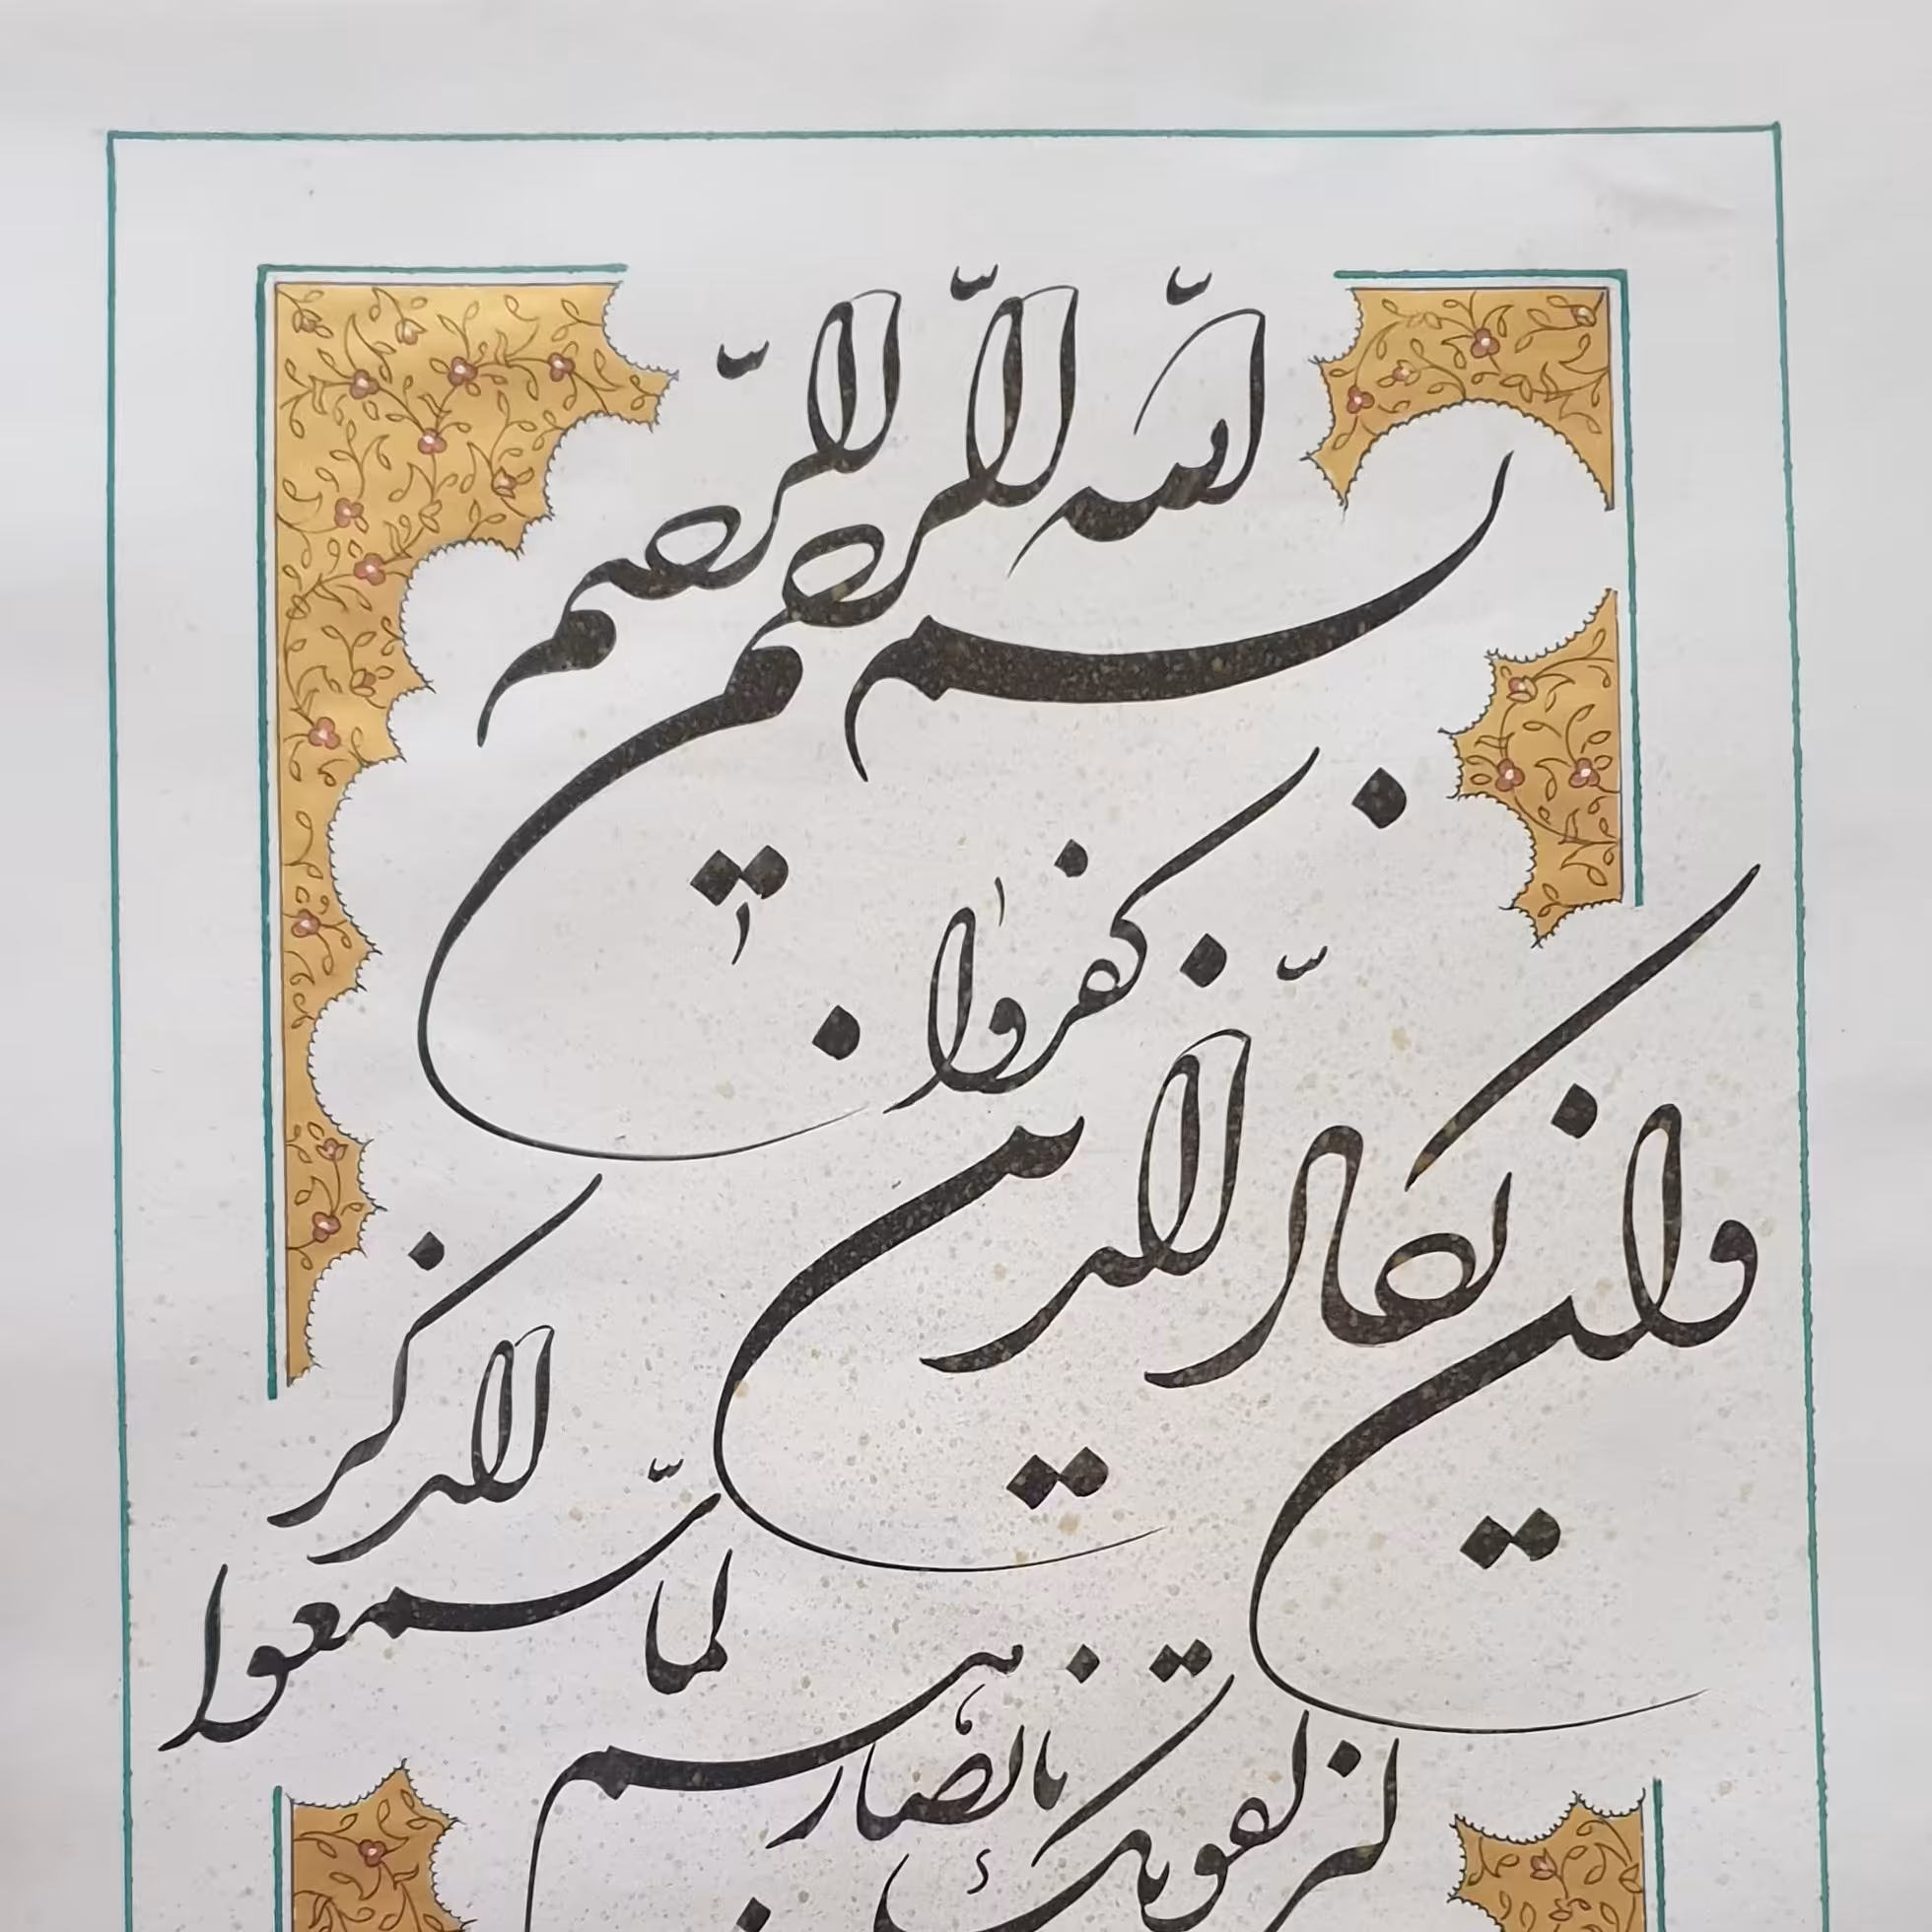 بسم الله الرحمن الرحیم
وان یکاد الذین کفروا
لیزلقونک بابصارهم لما سمعوا الذکر